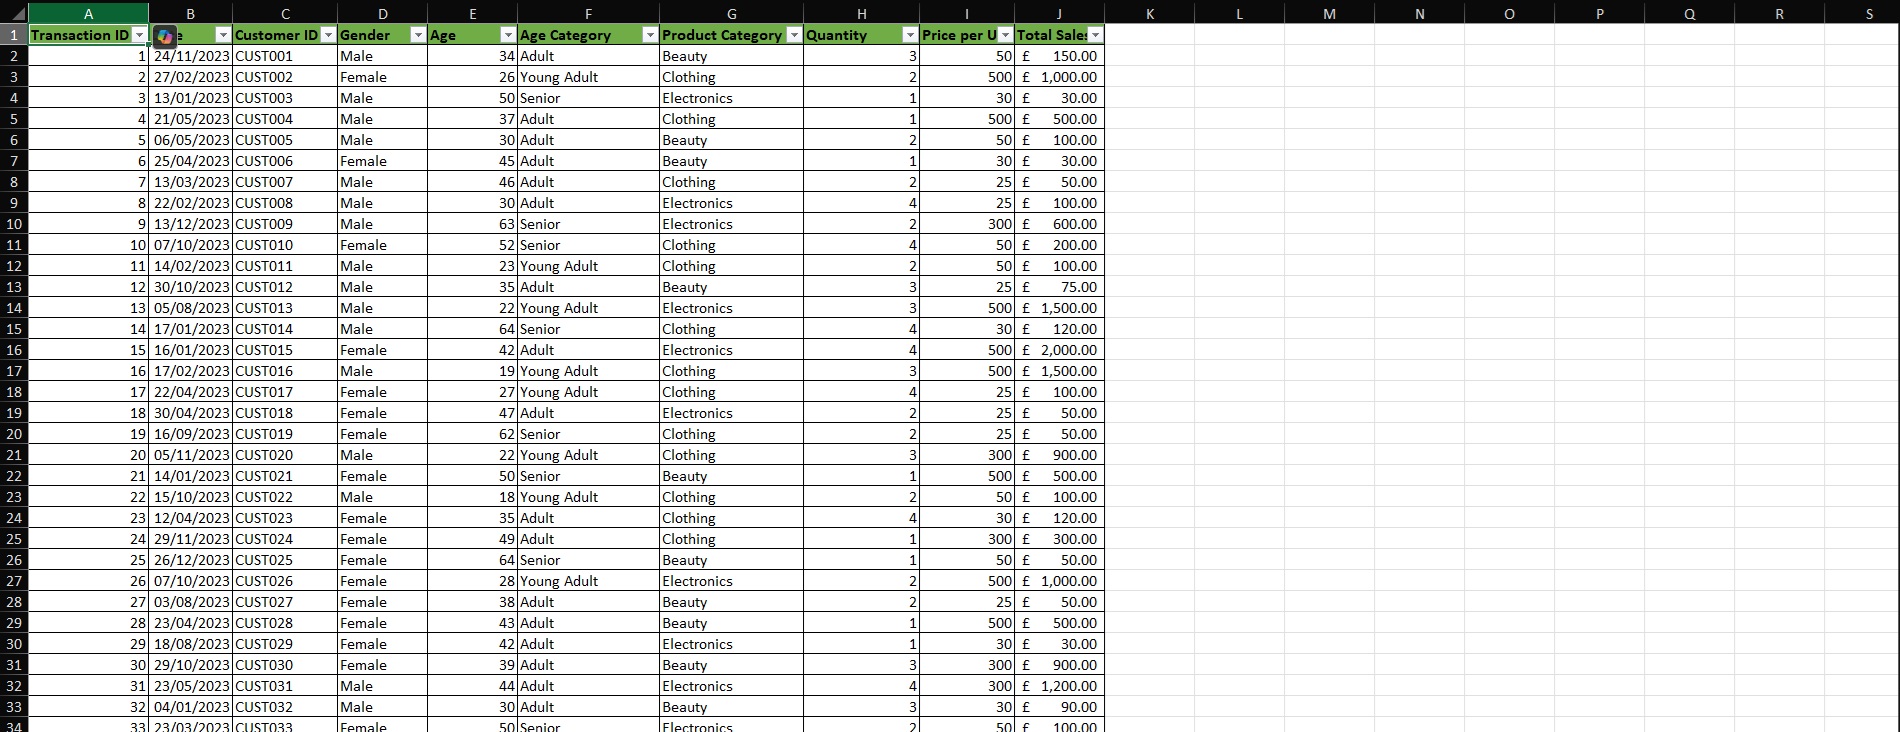 A B C D E F G H I J K L M N O P Q R S
1 Transaction ID e Customer ID Gender Age Age Category Product Category Quantity Price per U Total Sales
2 1 24/11/2023 CUST001 Male 34 Adult Beauty 3 50 £ 150.00
3 2 27/02/2023 CUST002 Female 26 Young Adult Clothing 2 500 £ 1,000.00
4 3 13/01/2023 CUST003 Male 50 Senior Electronics 1 30 £ 30.00
5 4 21/05/2023 CUST004 Male 37 Adult Clothing 1 500 £ 500.00
6 5 06/05/2023 CUST005 Male 30 Adult Beauty 2 50 £ 100.00
7 6 25/04/2023 CUST006 Female 45 Adult Beauty 1 30 £ 30.00
8 7 13/03/2023 CUST007 Male 46 Adult Clothing 2 25 £ 50.00
9 8 22/02/2023 CUST008 Male 30 Adult Electronics 4 25 £ 100.00
10 9 13/12/2023 CUST009 Male 63 Senior Electronics 2 300 £ 600.00
11 10 07/10/2023 CUST010 Female 52 Senior Clothing 4 50 £ 200.00
12 11 14/02/2023 CUST011 Male 23 Young Adult Clothing 2 50 £ 100.00
13 12 30/10/2023 CUST012 Male 35 Adult Beauty 3 25 £ 75.00
14 13 05/08/2023 CUST013 Male 22 Young Adult Electronics 3 500 £ 1,500.00
15 14 17/01/2023 CUST014 Male 64 Senior Clothing 4 30 £ 120.00
16 15 16/01/2023 CUST015 Female 42 Adult Electronics 4 500 £ 2,000.00
17 16 17/02/2023 CUST016 Male 19 Young Adult Clothing 3 500 £ 1,500.00
18 17 22/04/2023 CUST017 Female 27 Young Adult Clothing 4 25 £ 100.00
19 18 30/04/2023 CUST018 Female 47 Adult Electronics 2 25 £ 50.00
20 19 16/09/2023 CUST019 Female 62 Senior Clothing 2 25 £ 50.00
21 20 05/11/2023 CUST020 Male 22 Young Adult Clothing 3 300 £ 900.00
22 21 14/01/2023 CUST021 Female 50 Senior Beauty 1 500 £ 500.00
23 22 15/10/2023 CUST022 Male 18 Young Adult Clothing 2 50 £ 100.00
24 23 12/04/2023 CUST023 Female 35 Adult Clothing 4 30 £ 120.00
25 24 29/11/2023 CUST024 Female 49 Adult Clothing 1 300 £ 300.00
26 25 26/12/2023 CUST025 Female 64 Senior Beauty 1 50 £ 50.00
27 26 07/10/2023 CUST026 Female 28 Young Adult Electronics 2 500 £ 1,000.00
28 27 03/08/2023 CUST027 Female 38 Adult Beauty 2 25 £ 50.00
29 28 23/04/2023 CUST028 Female 43 Adult Beauty 1 500 £ 500.00
30 29 18/08/2023 CUST029 Female 42 Adult Electronics 1 30 £ 30.00
31 30 29/10/2023 CUST030 Female 39 Adult Beauty 3 300 £ 900.00
32 31 23/05/2023 CUST031 Male 44 Adult Electronics 4 300 £ 1,200.00
33 32 04/01/2023 CUST032 Male 30 Adult Beauty 3 30 £ 90.00
34 33 23/03/2023 CUST033 Female 50 Senior Electronics 2 50 £ 100.00